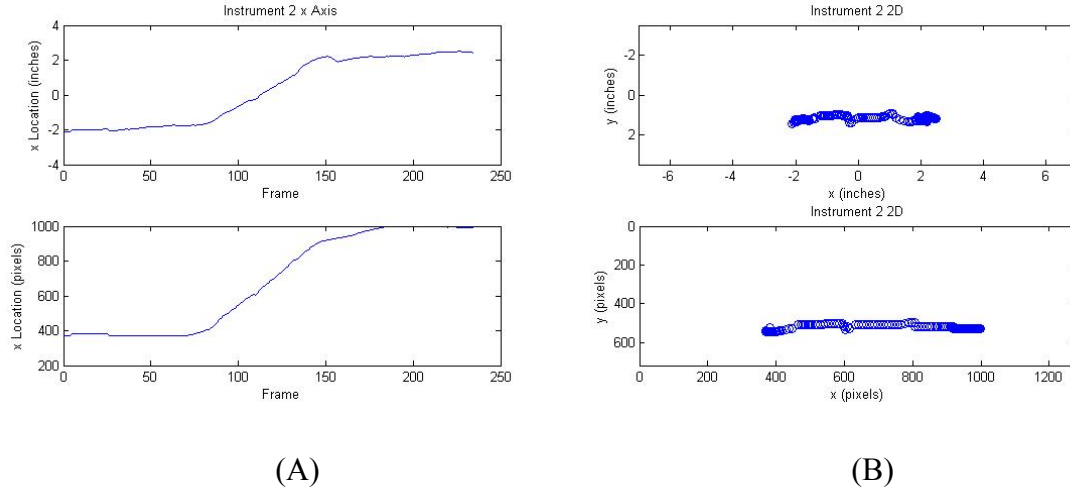 Instrument 2 x Axis
x Location (inches)
4
2
0
-2
-4
0 50 100 150 200 250
Frame
x Location (pixels)
1000
800
600
400
200
0 50 100 150 200 250
Frame
(A)
Instrument 2 2D
y (inches)
-2
0
2
-6 -4 -2 0 2 4 6
x (inches)
Instrument 2 2D
y (pixels)
0
200
400
600
0 200 400 600 800 1000 1200
x (pixels)
(B)